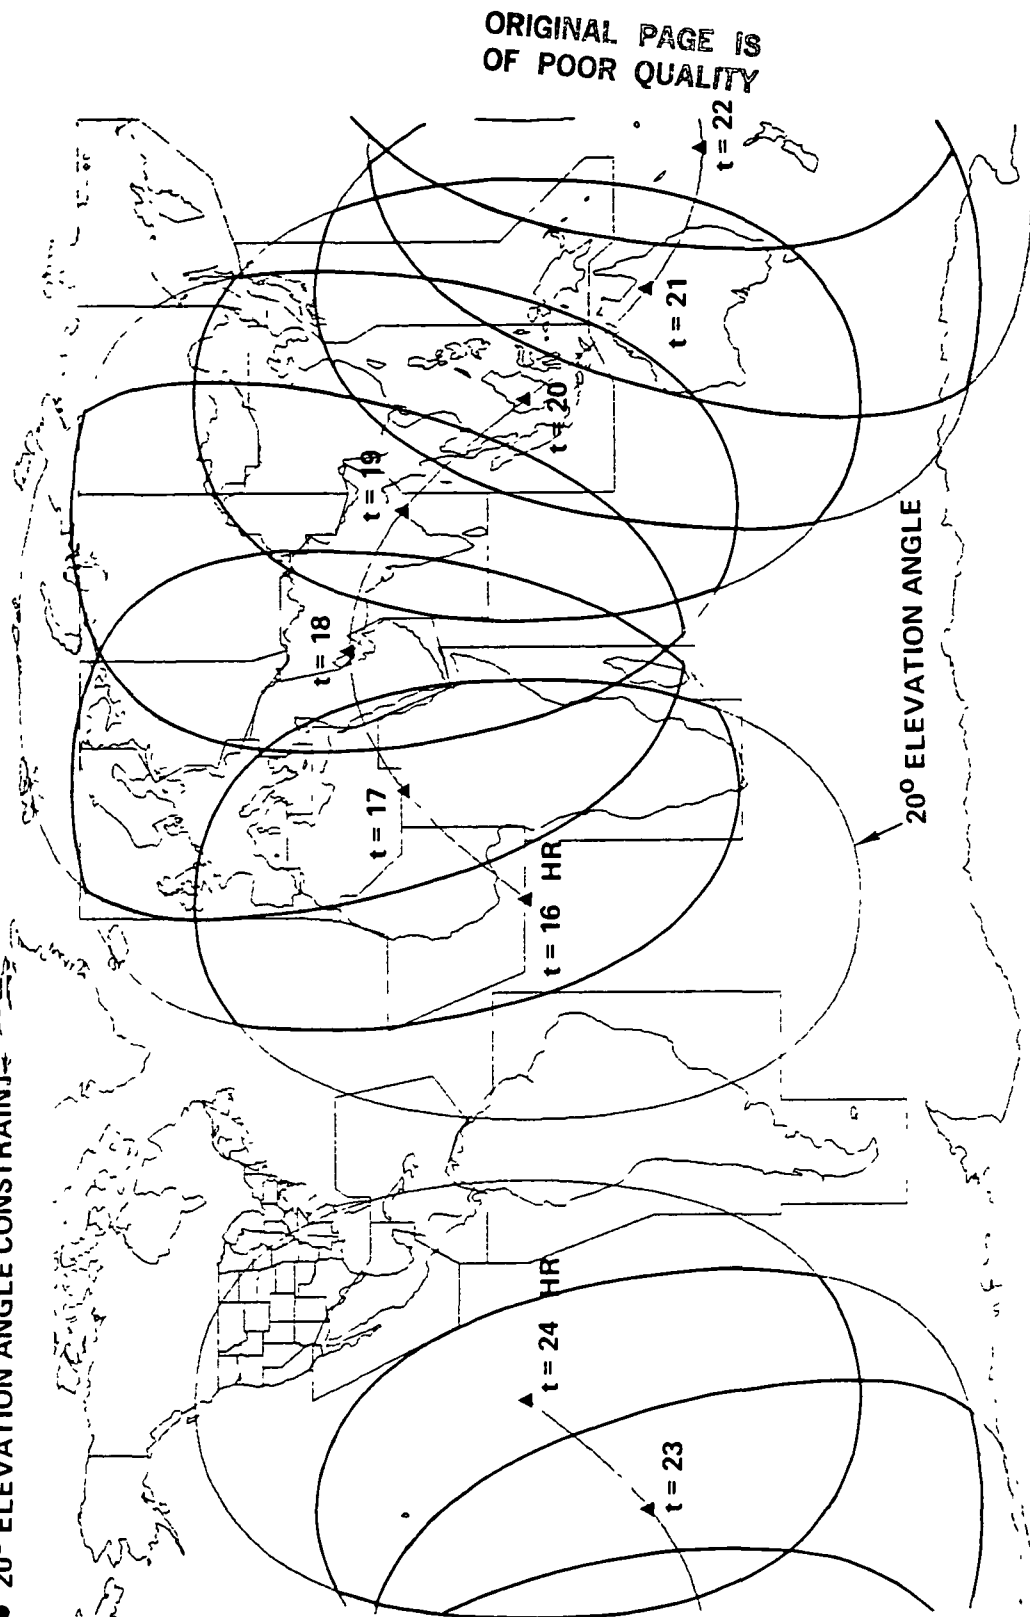 ORIGINAL PAGE IS
OF POOR QUALITY
● 20° ELEVATION ANGLE CONSTRAINT
t = 16 HR
t = 17
t = 18
t = 19
t = 20
t = 21
t = 22
t = 23
t = 24 HR
20° ELEVATION ANGLE